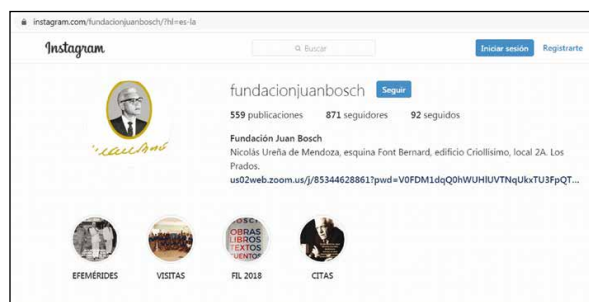 instagram.com/fundacionjuanbosch/?hl=es-la
Instagram
Buscar
Iniciar sesión Registrarte
fundacionjuanbosch Seguir
559 publicaciones 871 seguidores 92 seguidos
Fundación Juan Bosch
Nicolás Ureña de Mendoza, esquina Font Bernard, edificio Criollísimo, local 2A. Los
Prados.
us02web.zoom.us/j/85344628861?pwd=V0FDM1dqQ0hWUHlUVTNqUkxTU3FpQT...
OBRAS
LIBROS
TEXTOS
EFEMÉRIDES VISITAS FIL 2018 CITAS